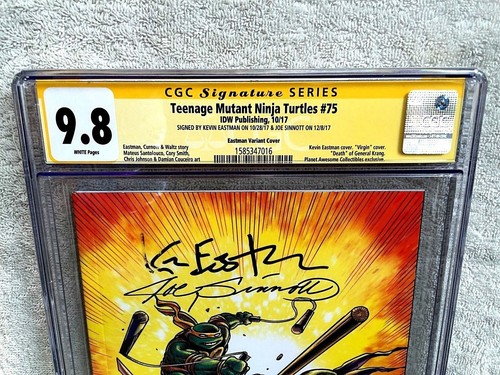 CGC Signature SERIES
Teenage Mutant Ninja Turtles #75
IDW Publishing, 10/17
SIGNED BY KEVIN EASTMAN ON 10/28/17 & JOE SINNOTT ON 12/8/17
Eastman Variant Cover
1585347016
9.8
WHITE Pages
Eastman, Curnou & Waltz story
Mateus Santolouco, Cory Smith,
Chris Johnson & Damian Couceiro art
Kevin Eastman cover. "Virgin" cover.
"Death" of General Krang.
Planet Awesome Collectibles exclusive.
CGC
Joe Sinnott